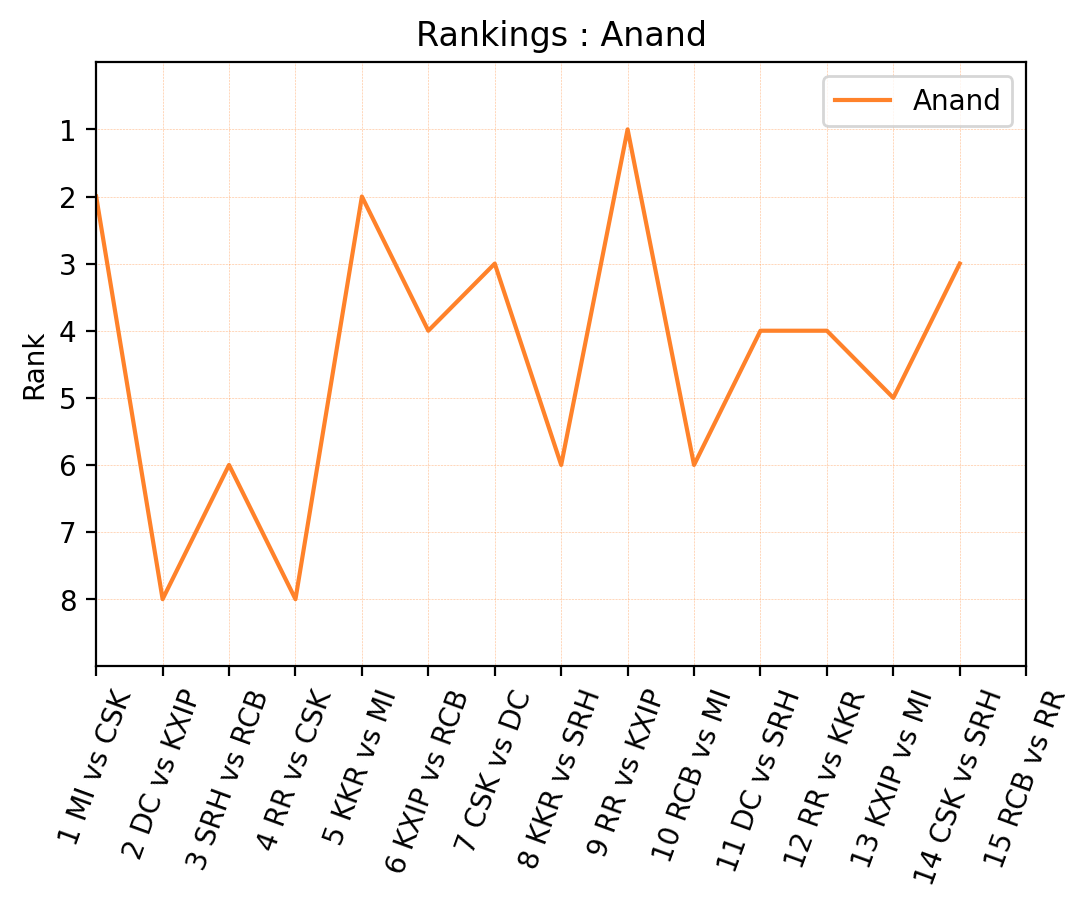 Rankings : Anand
Anand
Rank
1
2
3
4
5
6
7
8
1 MI vs CSK
2 DC vs KXIP
3 SRH vs RCB
4 RR vs CSK
5 KKR vs MI
6 KXIP vs RCB
7 CSK vs DC
8 KKR vs SRH
9 RR vs KXIP
10 RCB vs MI
11 DC vs SRH
12 RR vs KKR
13 KXIP vs MI
14 CSK vs SRH
15 RCB vs RR